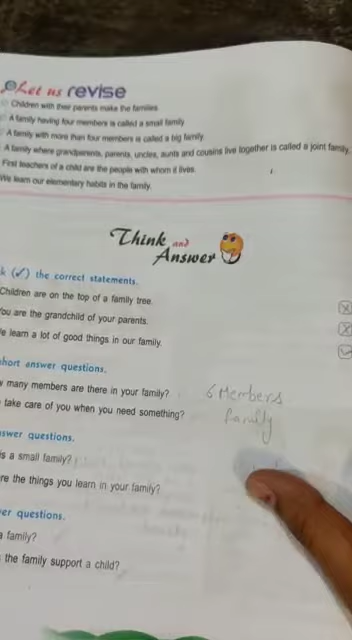 Let us revise
Children with their parents make the families.
A family having four members is called a small family.
A family with more than four members is called a big family.
A family where grandparents, parents, uncles, aunts and cousins live together is called a joint family.
First teachers of a child are the people with whom it lives.
We learn our elementary habits in the family.
Think and
Answer
k (✓) the correct statements.
Children are on the top of a family tree.
You are the grandchild of your parents.
e learn a lot of good things in our family.
hort answer questions.
many members are there in your family? 6 Members
take care of you when you need something? family
swer questions.
is a small family?
re the things you learn in your family?
er questions.
family?
the family support a child?